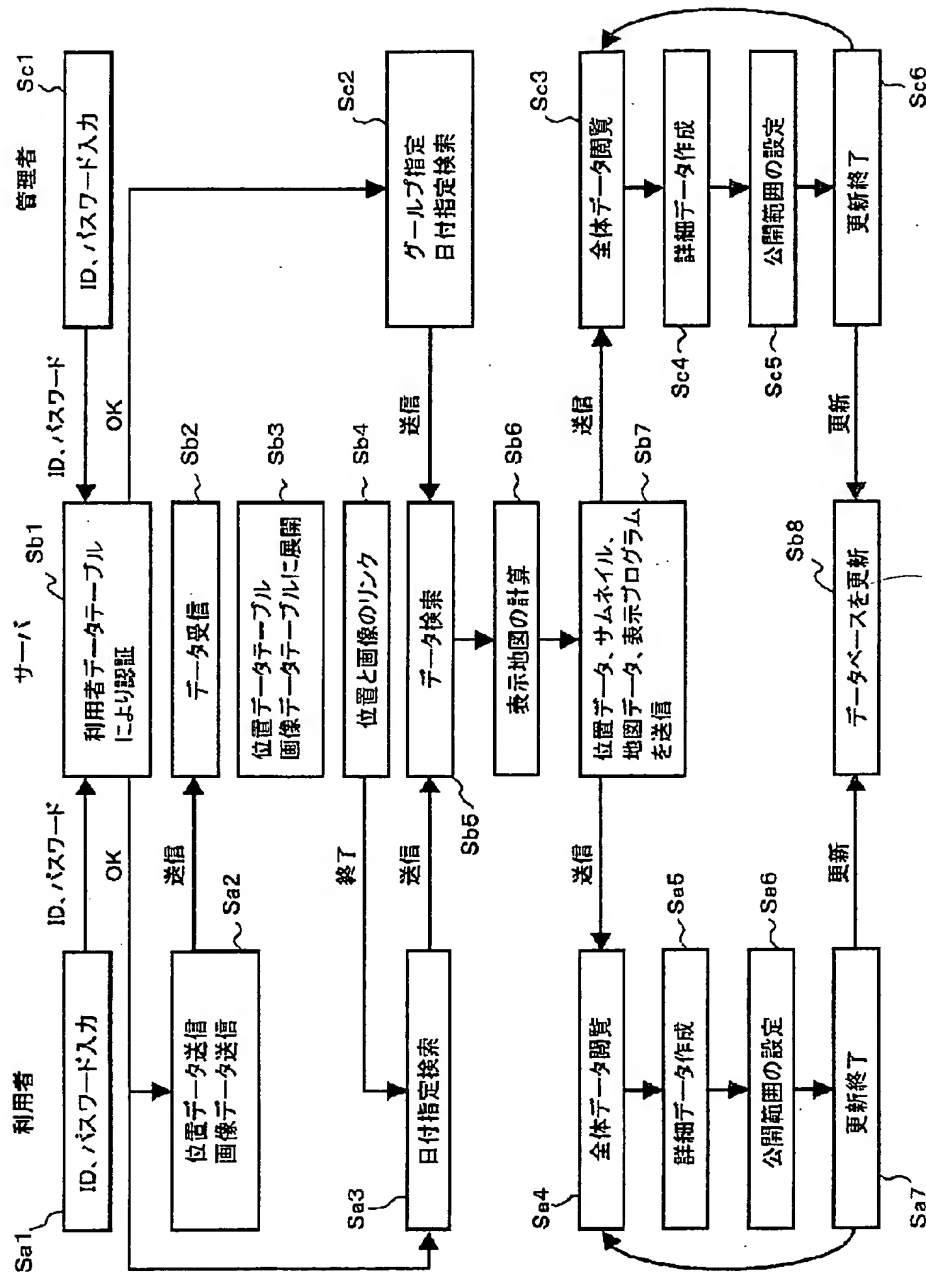 利用者
サーバ
管理者
Sa1
ID、パスワード入力
ID、パスワード
OK
Sb1
利用者データテーブル
により認証
ID、パスワード
OK
Sc1
ID、パスワード入力
位置データ送信
画像データ送信
Sa2
送信
データ受信
Sb2
位置データテーブル
画像データテーブルに展開
Sb3
位置と画像のリンク
Sb4
終了
Sa3
日付指定検索
送信
データ検索
Sb5
送信
グールプ指定
日付指定検索
Sc2
表示地図の計算
Sb6
位置データ、サムネイル、
地図データ、表示プログラム
を送信
Sb7
送信
送信
Sa4
全体データ閲覧
詳細データ作成
Sa5
公開範囲の設定
Sa6
更新終了
Sa7
更新
データベースを更新
Sb8
更新
全体データ閲覧
Sc3
詳細データ作成
Sc4
公開範囲の設定
Sc5
更新終了
Sc6